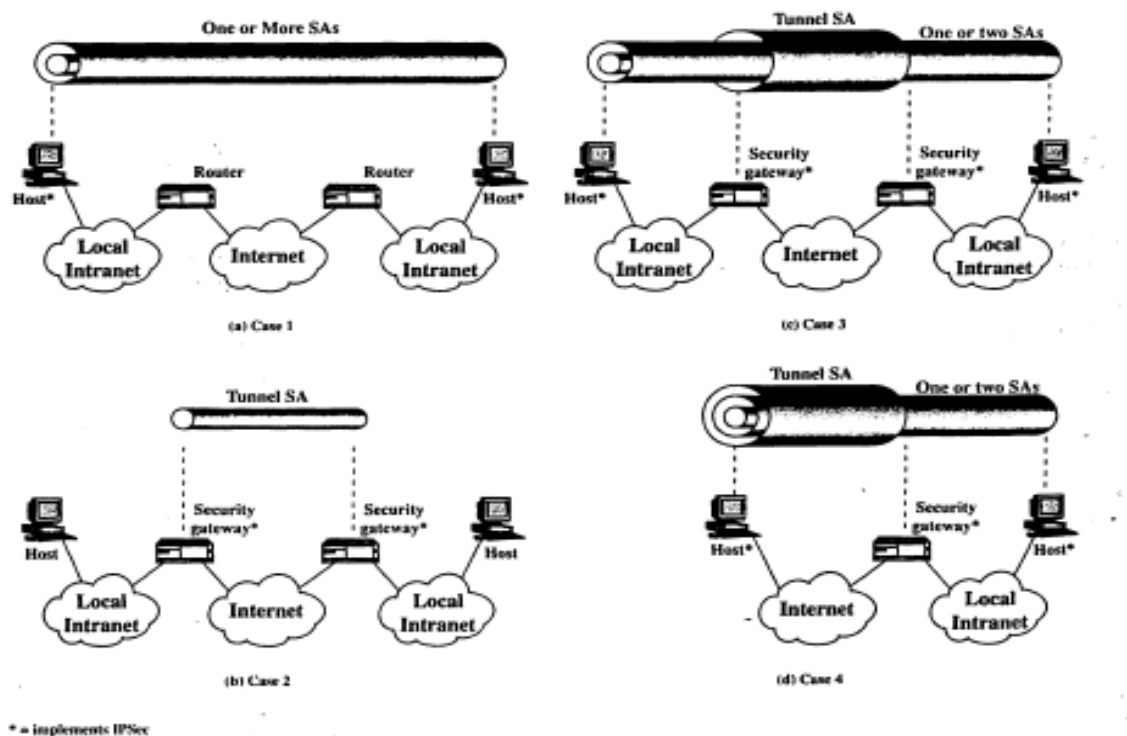 One or More SAs
Router
Router
Host*
Host*
Local
Intranet
Internet
Local
Intranet
(a) Case 1
Tunnel SA
One or two SAs
Security
gateway*
Security
gateway*
Host*
Host*
Local
Intranet
Internet
Local
Intranet
(c) Case 3
Tunnel SA
Security
gateway*
Security
gateway*
Host
Host
Local
Intranet
Internet
Local
Intranet
(b) Case 2
Tunnel SA
One or two SAs
Security
gateway*
Host*
Host*
Internet
Local
Intranet
(d) Case 4
* = implements IPSec